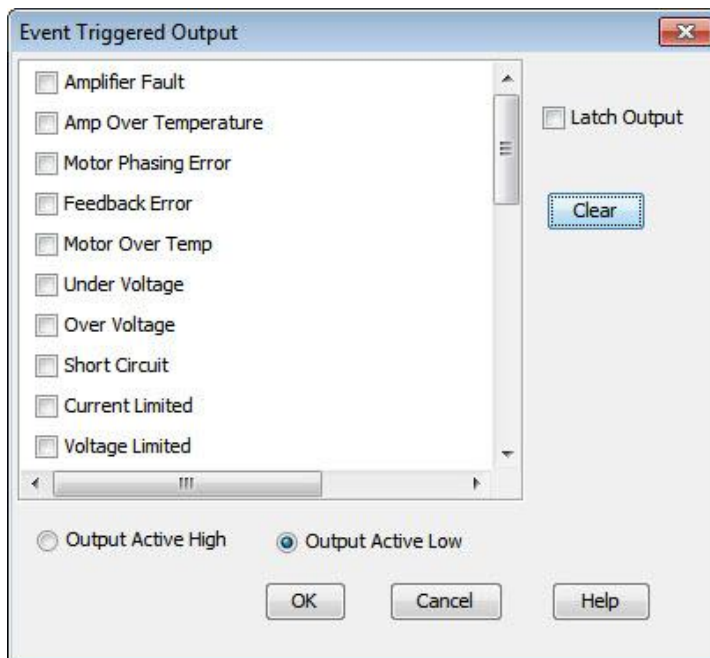 Event Triggered Output
Amplifier Fault
Amp Over Temperature
Motor Phasing Error
Feedback Error
Motor Over Temp
Under Voltage
Over Voltage
Short Circuit
Current Limited
Voltage Limited
Latch Output
Clear
Output Active High
Output Active Low
OK
Cancel
Help